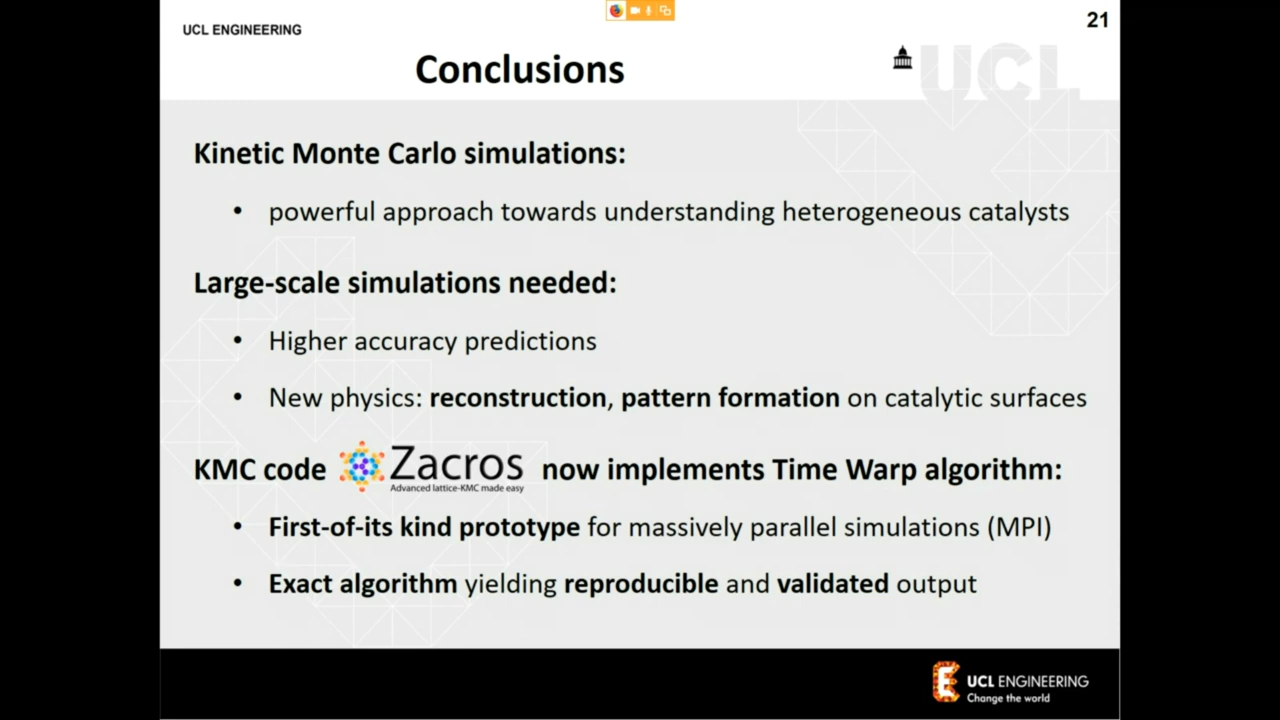 UCL ENGINEERING
21
Conclusions
UCL
Kinetic Monte Carlo simulations:
• powerful approach towards understanding heterogeneous catalysts
Large-scale simulations needed:
• Higher accuracy predictions
• New physics: reconstruction, pattern formation on catalytic surfaces
KMC code Zacros now implements Time Warp algorithm:
Advanced lattice-KMC made easy
• First-of-its kind prototype for massively parallel simulations (MPI)
• Exact algorithm yielding reproducible and validated output
UCL ENGINEERING
Change the world